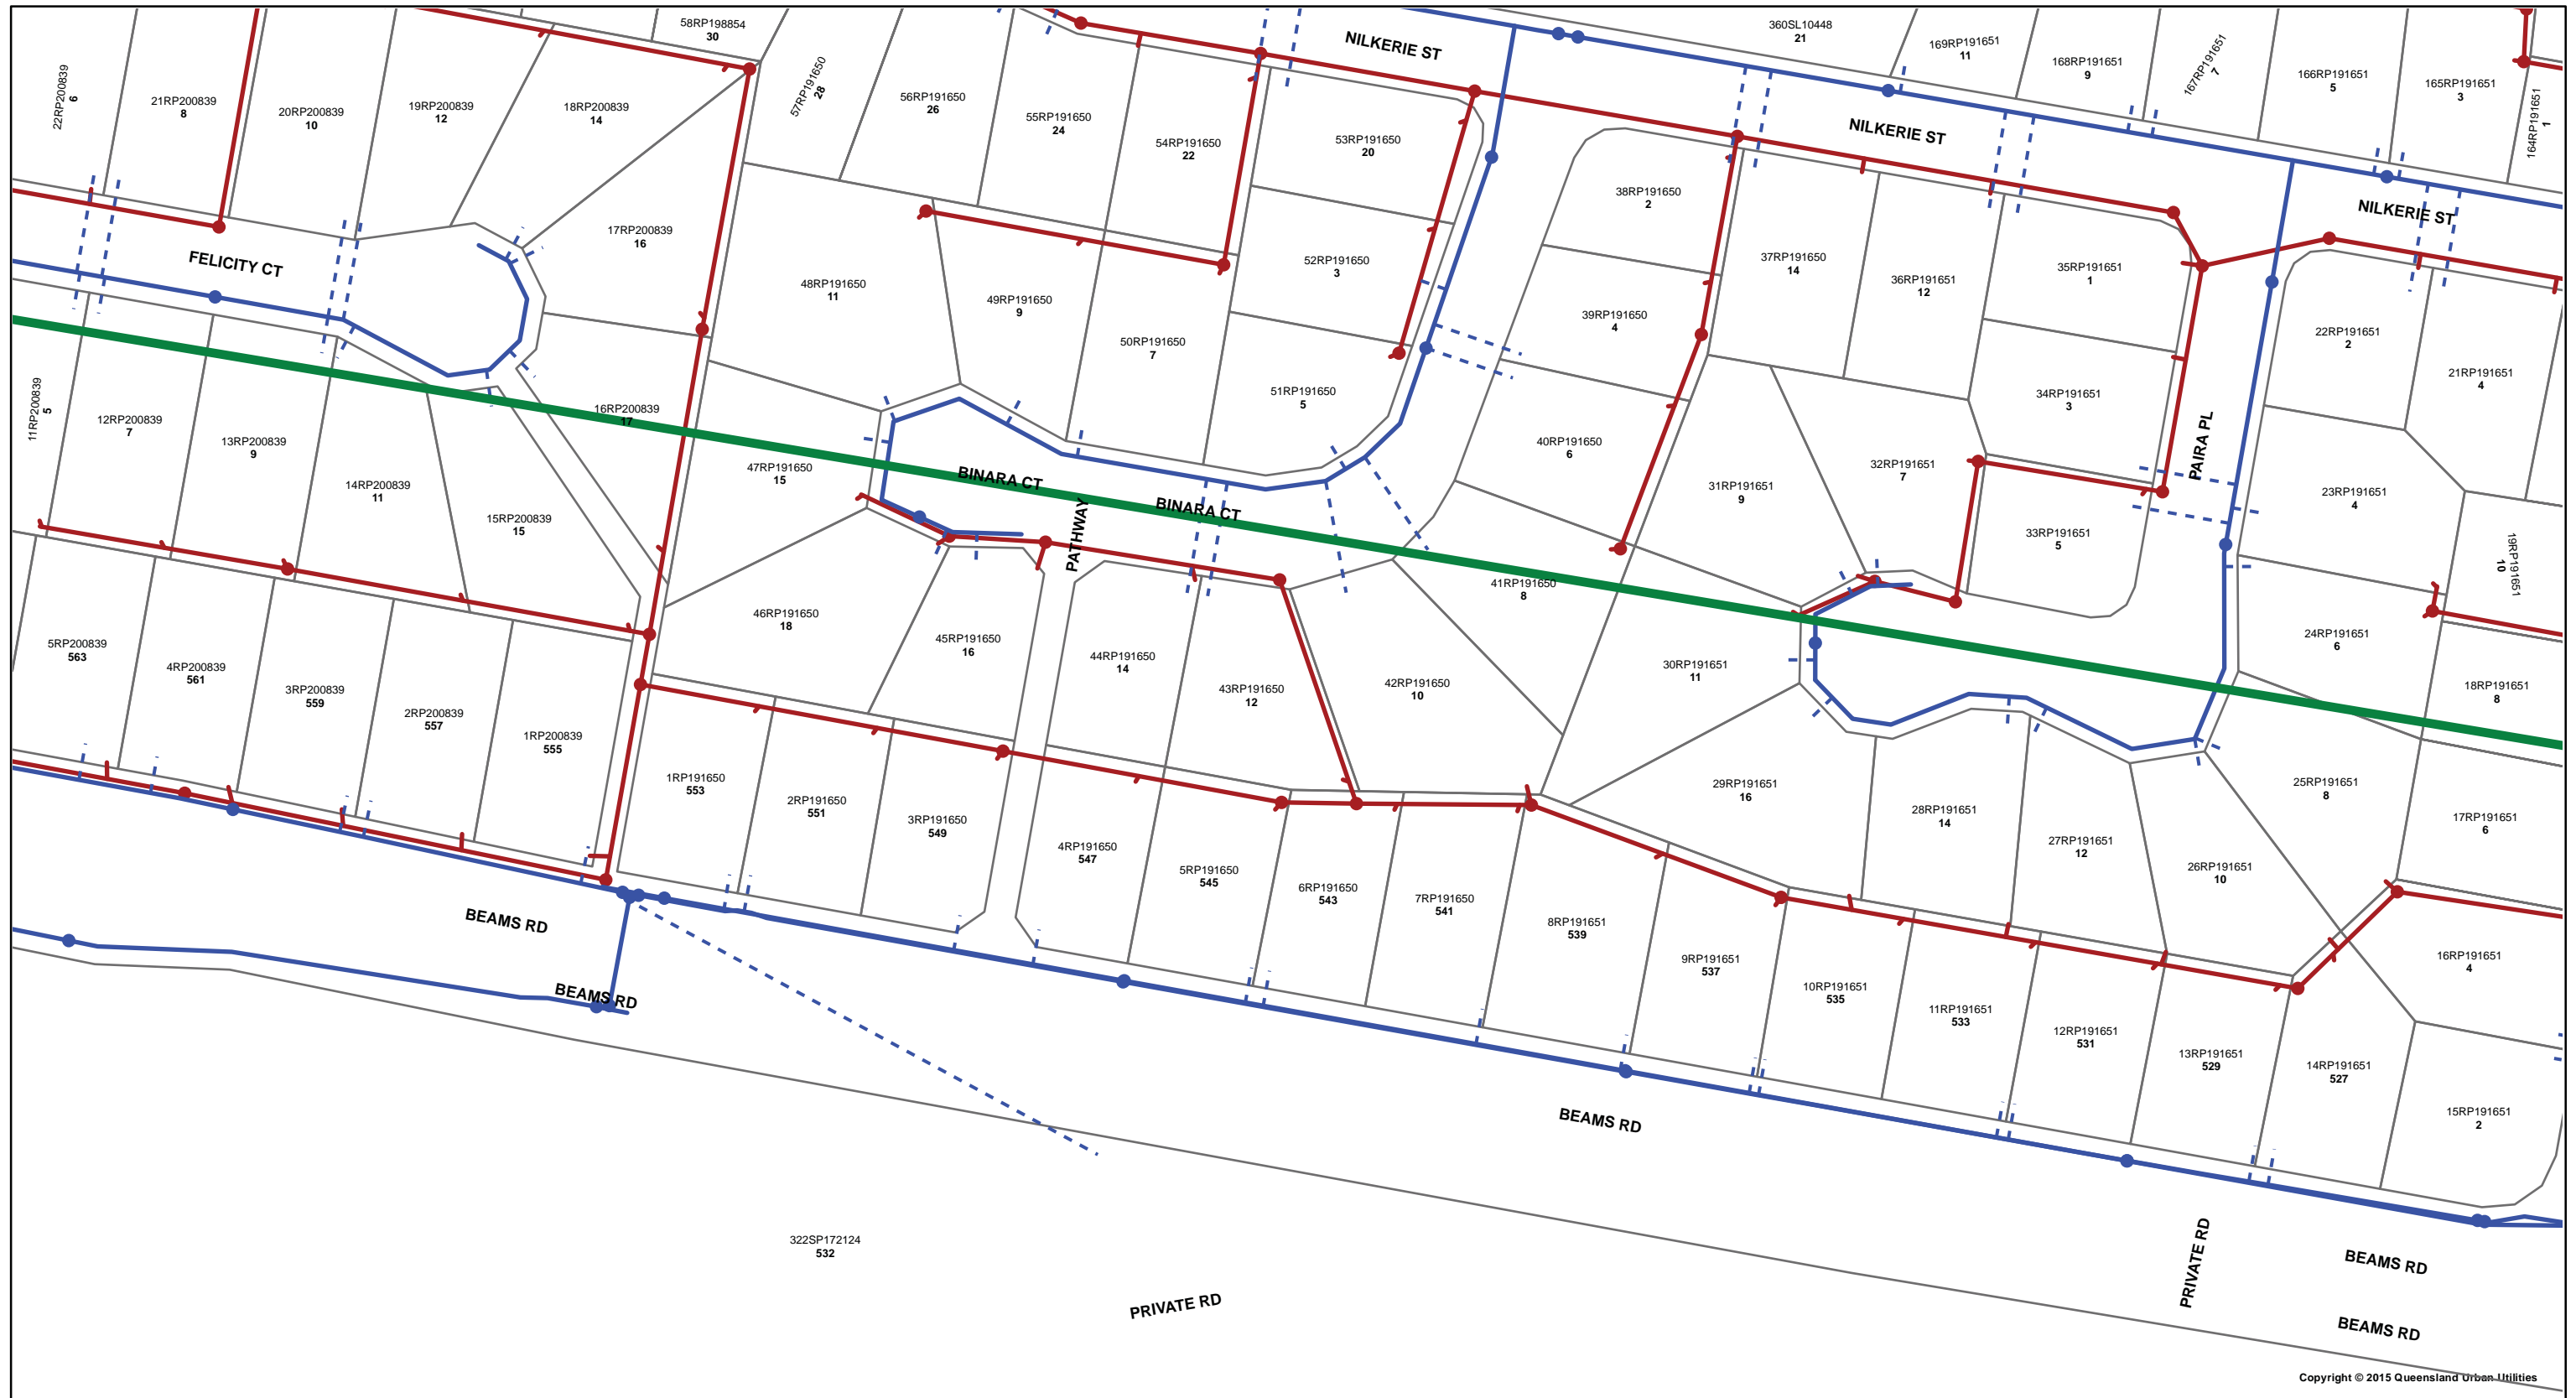 58RP198854
30
NILKERIE ST
360SL10448
21
169RP191651
11
168RP191651
9
167RP191651
7
166RP191651
5
165RP191651
3
164RP191651
1
22RP200839
6
21RP200839
8
20RP200839
10
19RP200839
12
18RP200839
14
57RP191650
28
56RP191650
26
55RP191650
24
54RP191650
22
53RP191650
20
NILKERIE ST
38RP191650
2
NILKERIE ST
FELICITY CT
17RP200839
16
48RP191650
11
49RP191650
9
50RP191650
7
52RP191650
3
39RP191650
4
37RP191650
14
36RP191651
12
35RP191651
1
22RP191651
2
21RP191651
4
11RP200839
5
12RP200839
7
13RP200839
9
16RP200839
17
51RP191650
5
40RP191650
6
34RP191651
3
PAIRA PL
14RP200839
11
15RP200839
15
47RP191650
15
BINARA CT
BINARA CT
PATHWAY
31RP191651
9
32RP191651
7
33RP191651
5
23RP191651
4
19RP191651
10
41RP191650
8
5RP200839
563
4RP200839
561
3RP200839
559
2RP200839
557
1RP200839
555
46RP191650
18
45RP191650
16
44RP191650
14
43RP191650
12
42RP191650
10
30RP191651
11
24RP191651
6
18RP191651
8
1RP191650
553
2RP191650
551
3RP191650
549
4RP191650
547
5RP191650
545
6RP191650
543
7RP191650
541
29RP191651
16
28RP191651
14
27RP191651
12
26RP191651
10
25RP191651
8
17RP191651
6
BEAMS RD
BEAMS RD
8RP191651
539
9RP191651
537
10RP191651
535
11RP191651
533
12RP191651
531
13RP191651
529
14RP191651
527
16RP191651
4
15RP191651
2
BEAMS RD
322SP172124
532
PRIVATE RD
PRIVATE RD
BEAMS RD
BEAMS RD
Copyright © 2015 Queensland Urban Utilities